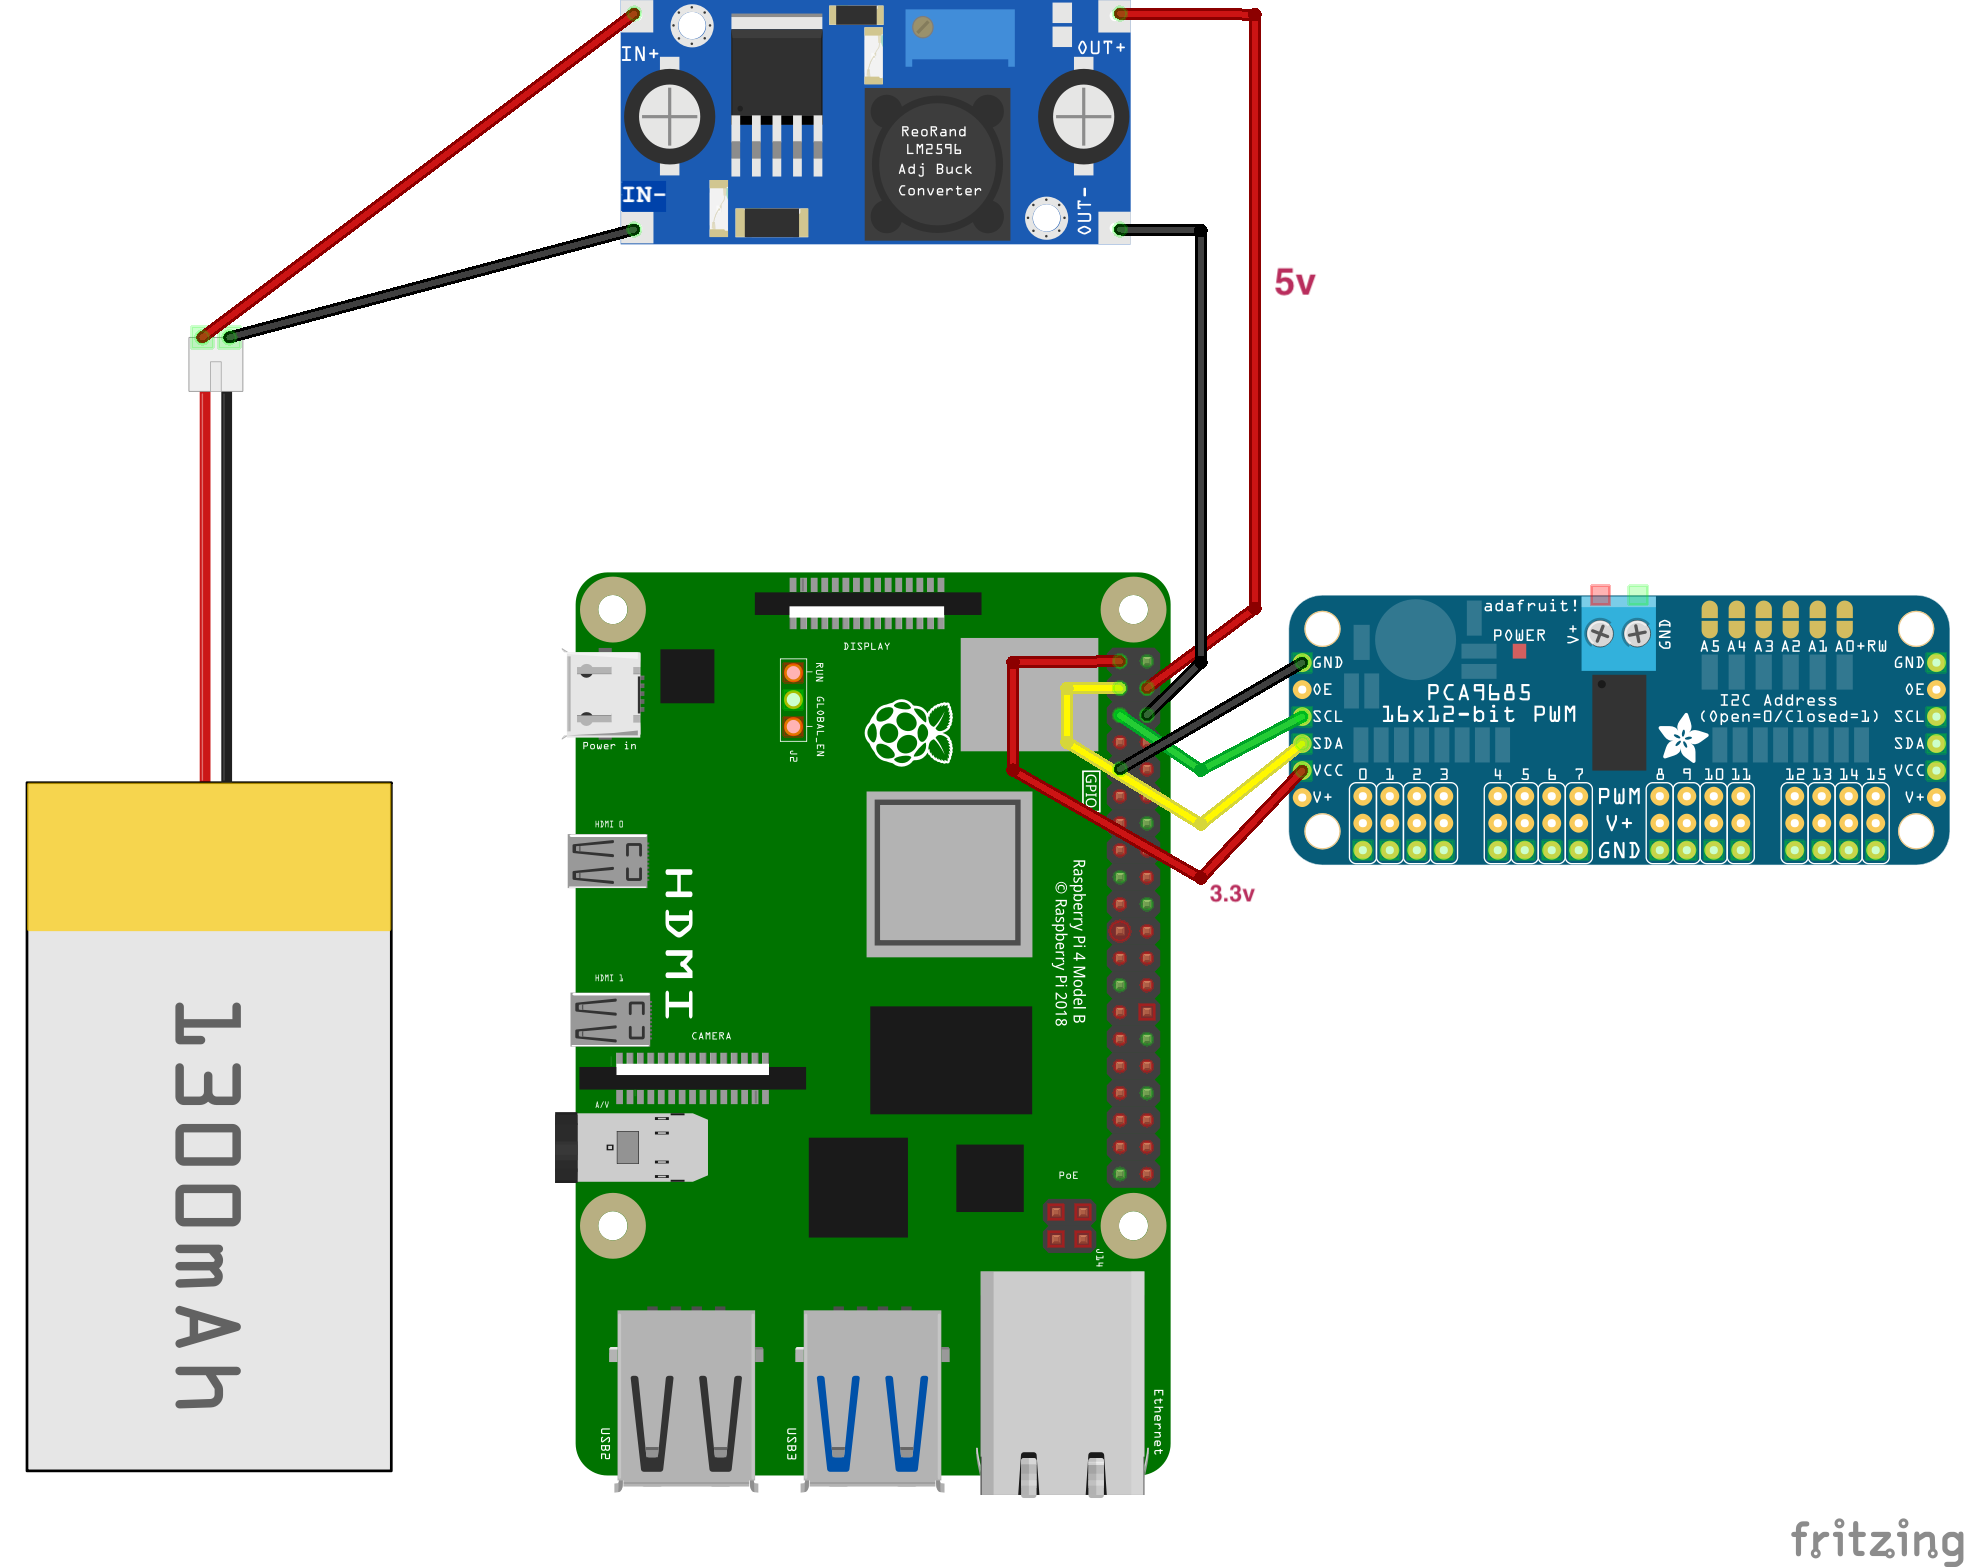 IN+
OUT+
ReoRand
LM2596
Adj Buck
Converter
IN-
OUT-
5v
DISPLAY
RUN
GLOBAL_EN
J2
Power in
GPIO
HDMI 0
HDMI
HDMI 1
Raspberry Pi 4 Model B
© Raspberry Pi 2018
CAMERA
A/V
PoE
J14
USB2
USB3
Ethernet
3.3v
adafruit!
POWER
V+
GND
A5 A4 A3 A2 A1 A0+RW
PCA9685
16x12-bit PWM
I2C Address
(Open=0/Closed=1)
GND
OE
SCL
SDA
VCC
V+
0 1 2 3 4 5 6 7 8 9 10 11 12 13 14 15
PWM
V+
GND
GND
OE
SCL
SDA
VCC
V+
1300mAh
fritzing